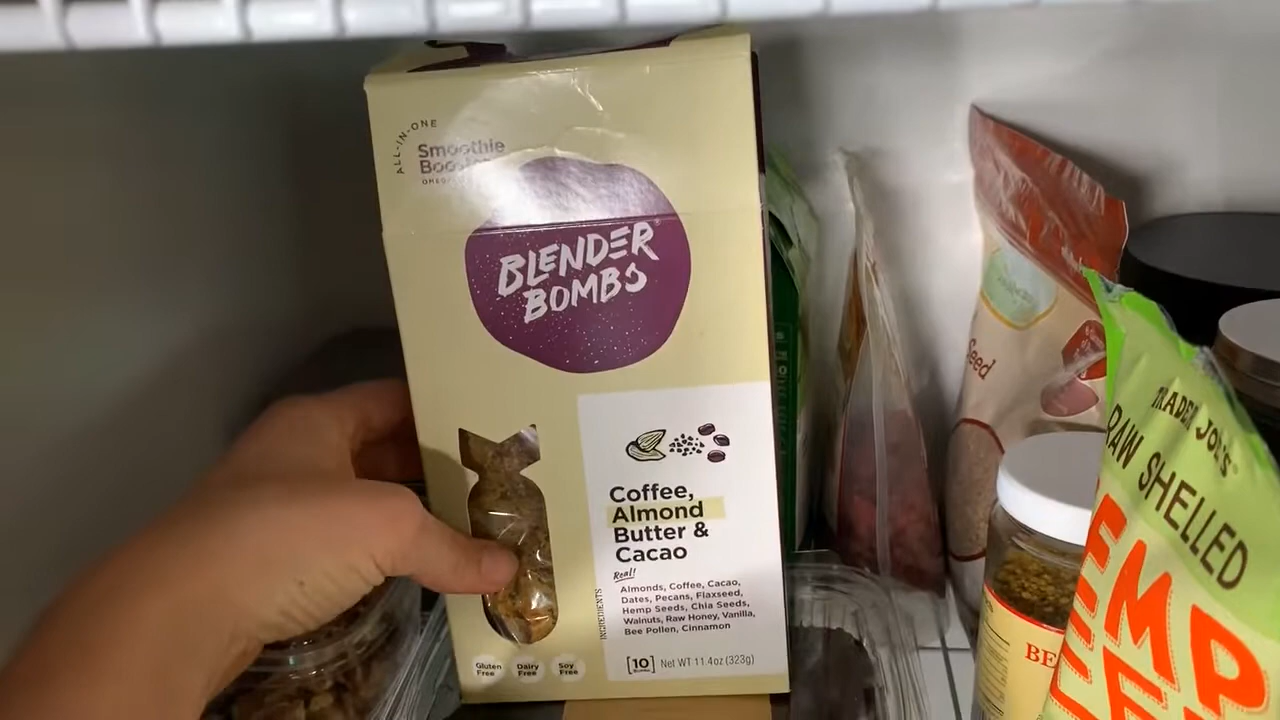 ALL-IN-ONE
Smoothie
BLENDER
BOMBS
Coffee,
Almond
Butter &
Cacao
Real!
INGREDIENTS
Almonds, Coffee, Cacao,
Dates, Pecans, Flaxseed,
Hemp Seeds, Chia Seeds,
Walnuts, Raw Honey, Vanilla,
Bee Pollen, Cinnamon
[10] Net WT 11.4oz (323g)
Gluten
Free
Dairy
Free
Soy
Free
Seed
TRADER JOE'S
RAW SHELLED